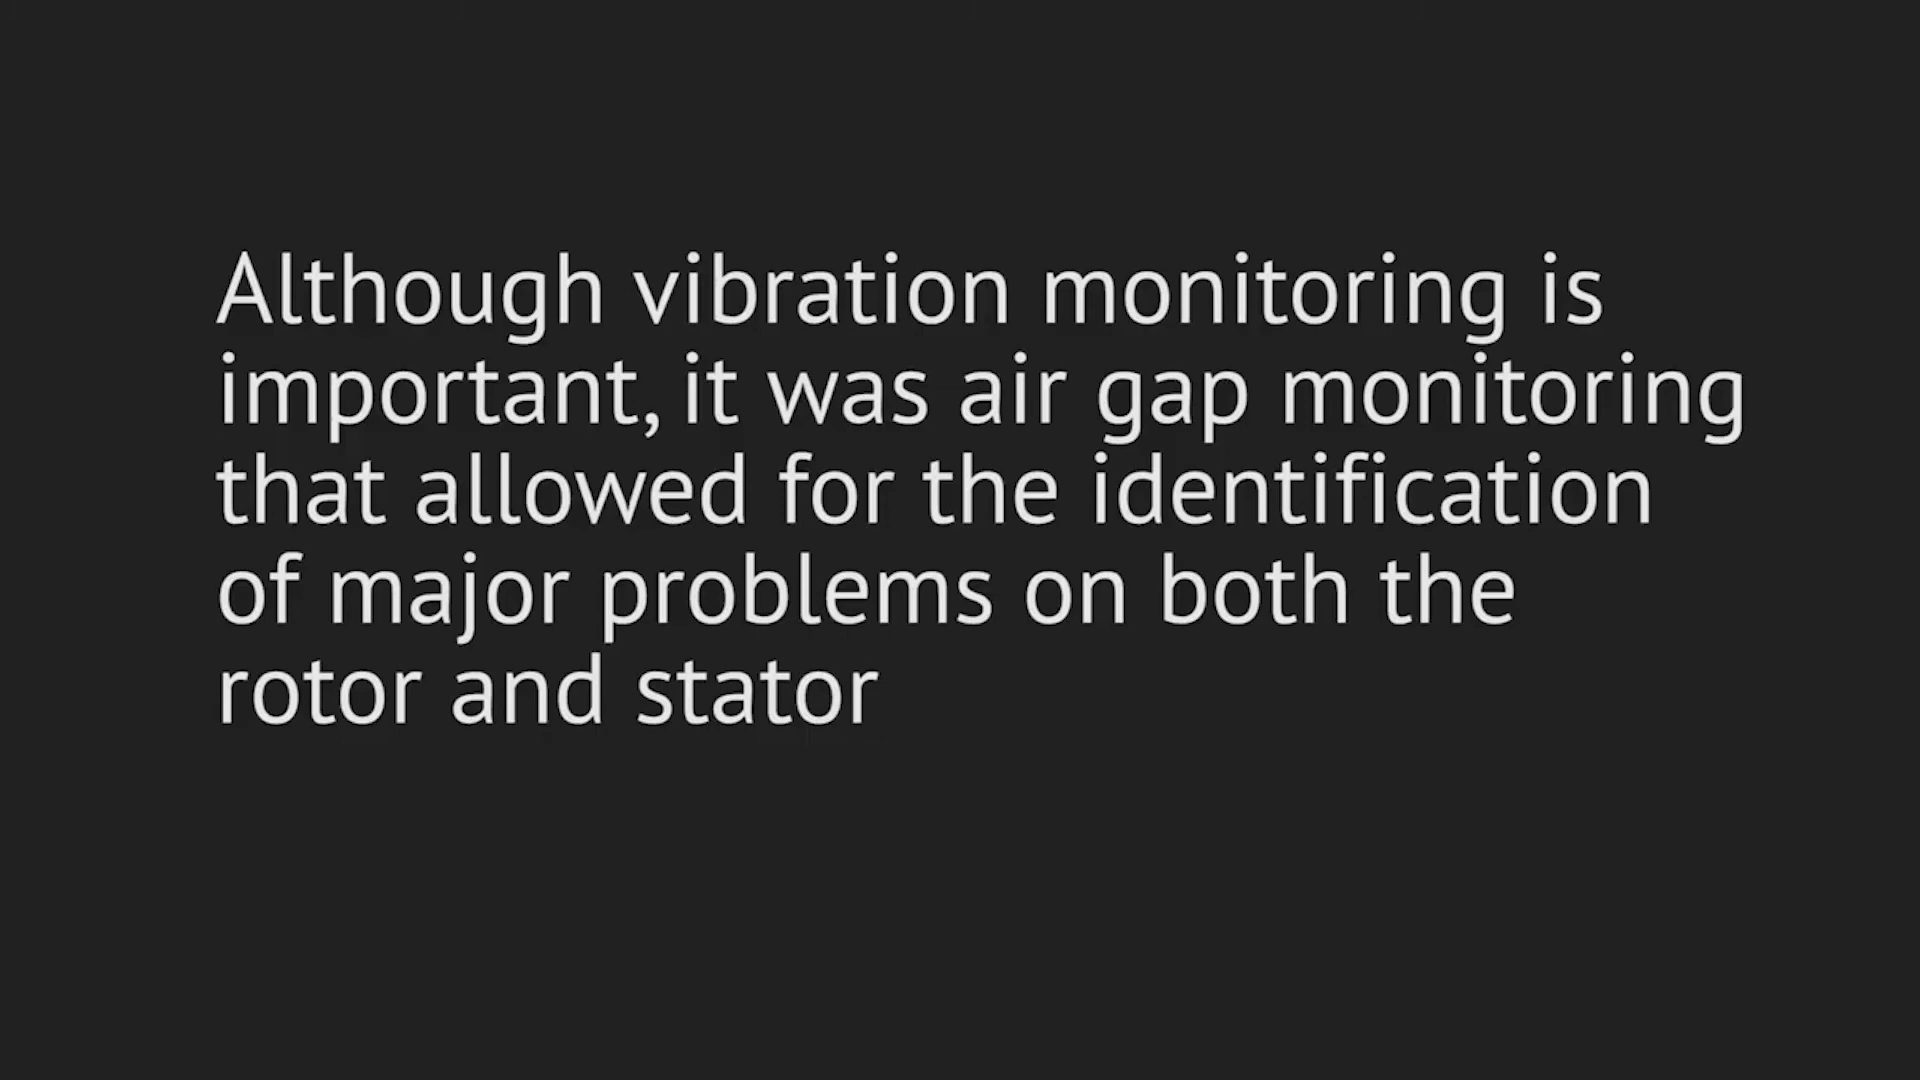 Although vibration monitoring is
important, it was air gap monitoring
that allowed for the identification
of major problems on both the
rotor and stator